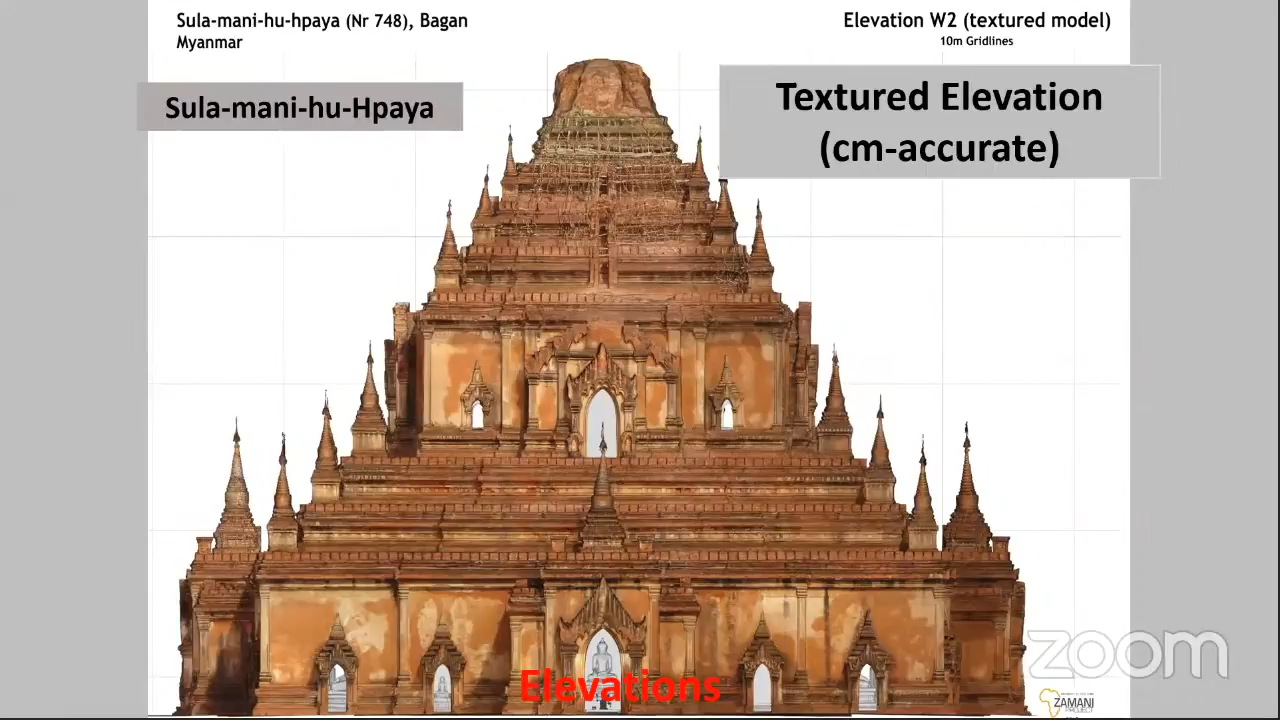 Sula-mani-hu-hpaya (Nr 748), Bagan
Myanmar
Elevation W2 (textured model)
10m Gridlines
Sula-mani-hu-Hpaya
Textured Elevation
(cm-accurate)
Elevations
zoom
ZAMANI
PROJECT